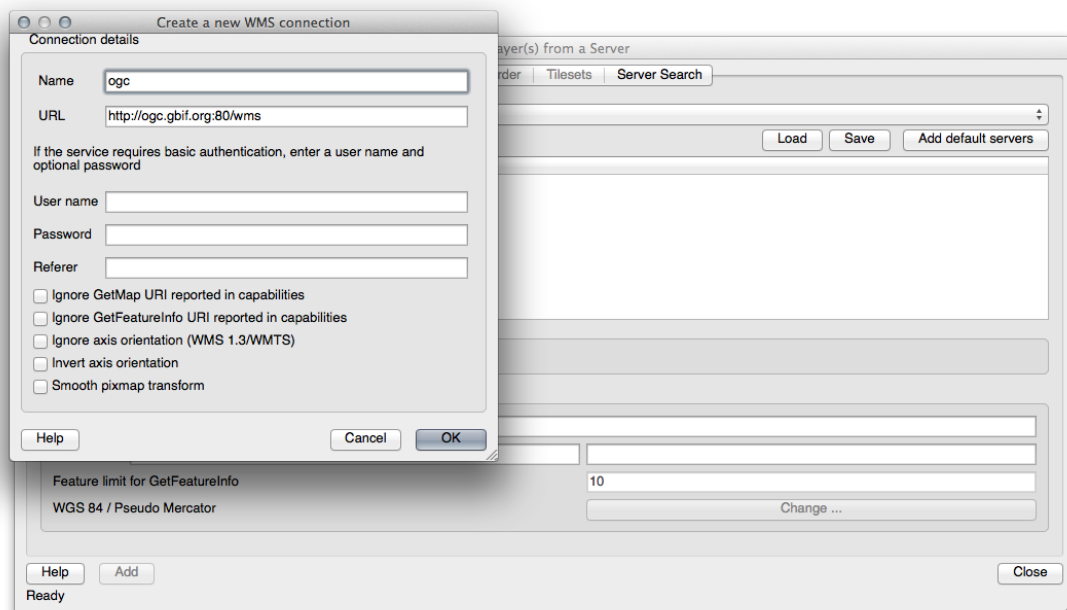 Create a new WMS connection
Connection details
Name
ogc
URL
http://ogc.gbif.org:80/wms
If the service requires basic authentication, enter a user name and
optional password
User name
Password
Referer
Ignore GetMap URI reported in capabilities
Ignore GetFeatureInfo URI reported in capabilities
Ignore axis orientation (WMS 1.3/WMTS)
Invert axis orientation
Smooth pixmap transform
Help
Cancel
OK
ayer(s) from a Server
rder
Tilesets
Server Search
Load
Save
Add default servers
Feature limit for GetFeatureInfo
10
WGS 84 / Pseudo Mercator
Change ...
Help
Add
Close
Ready